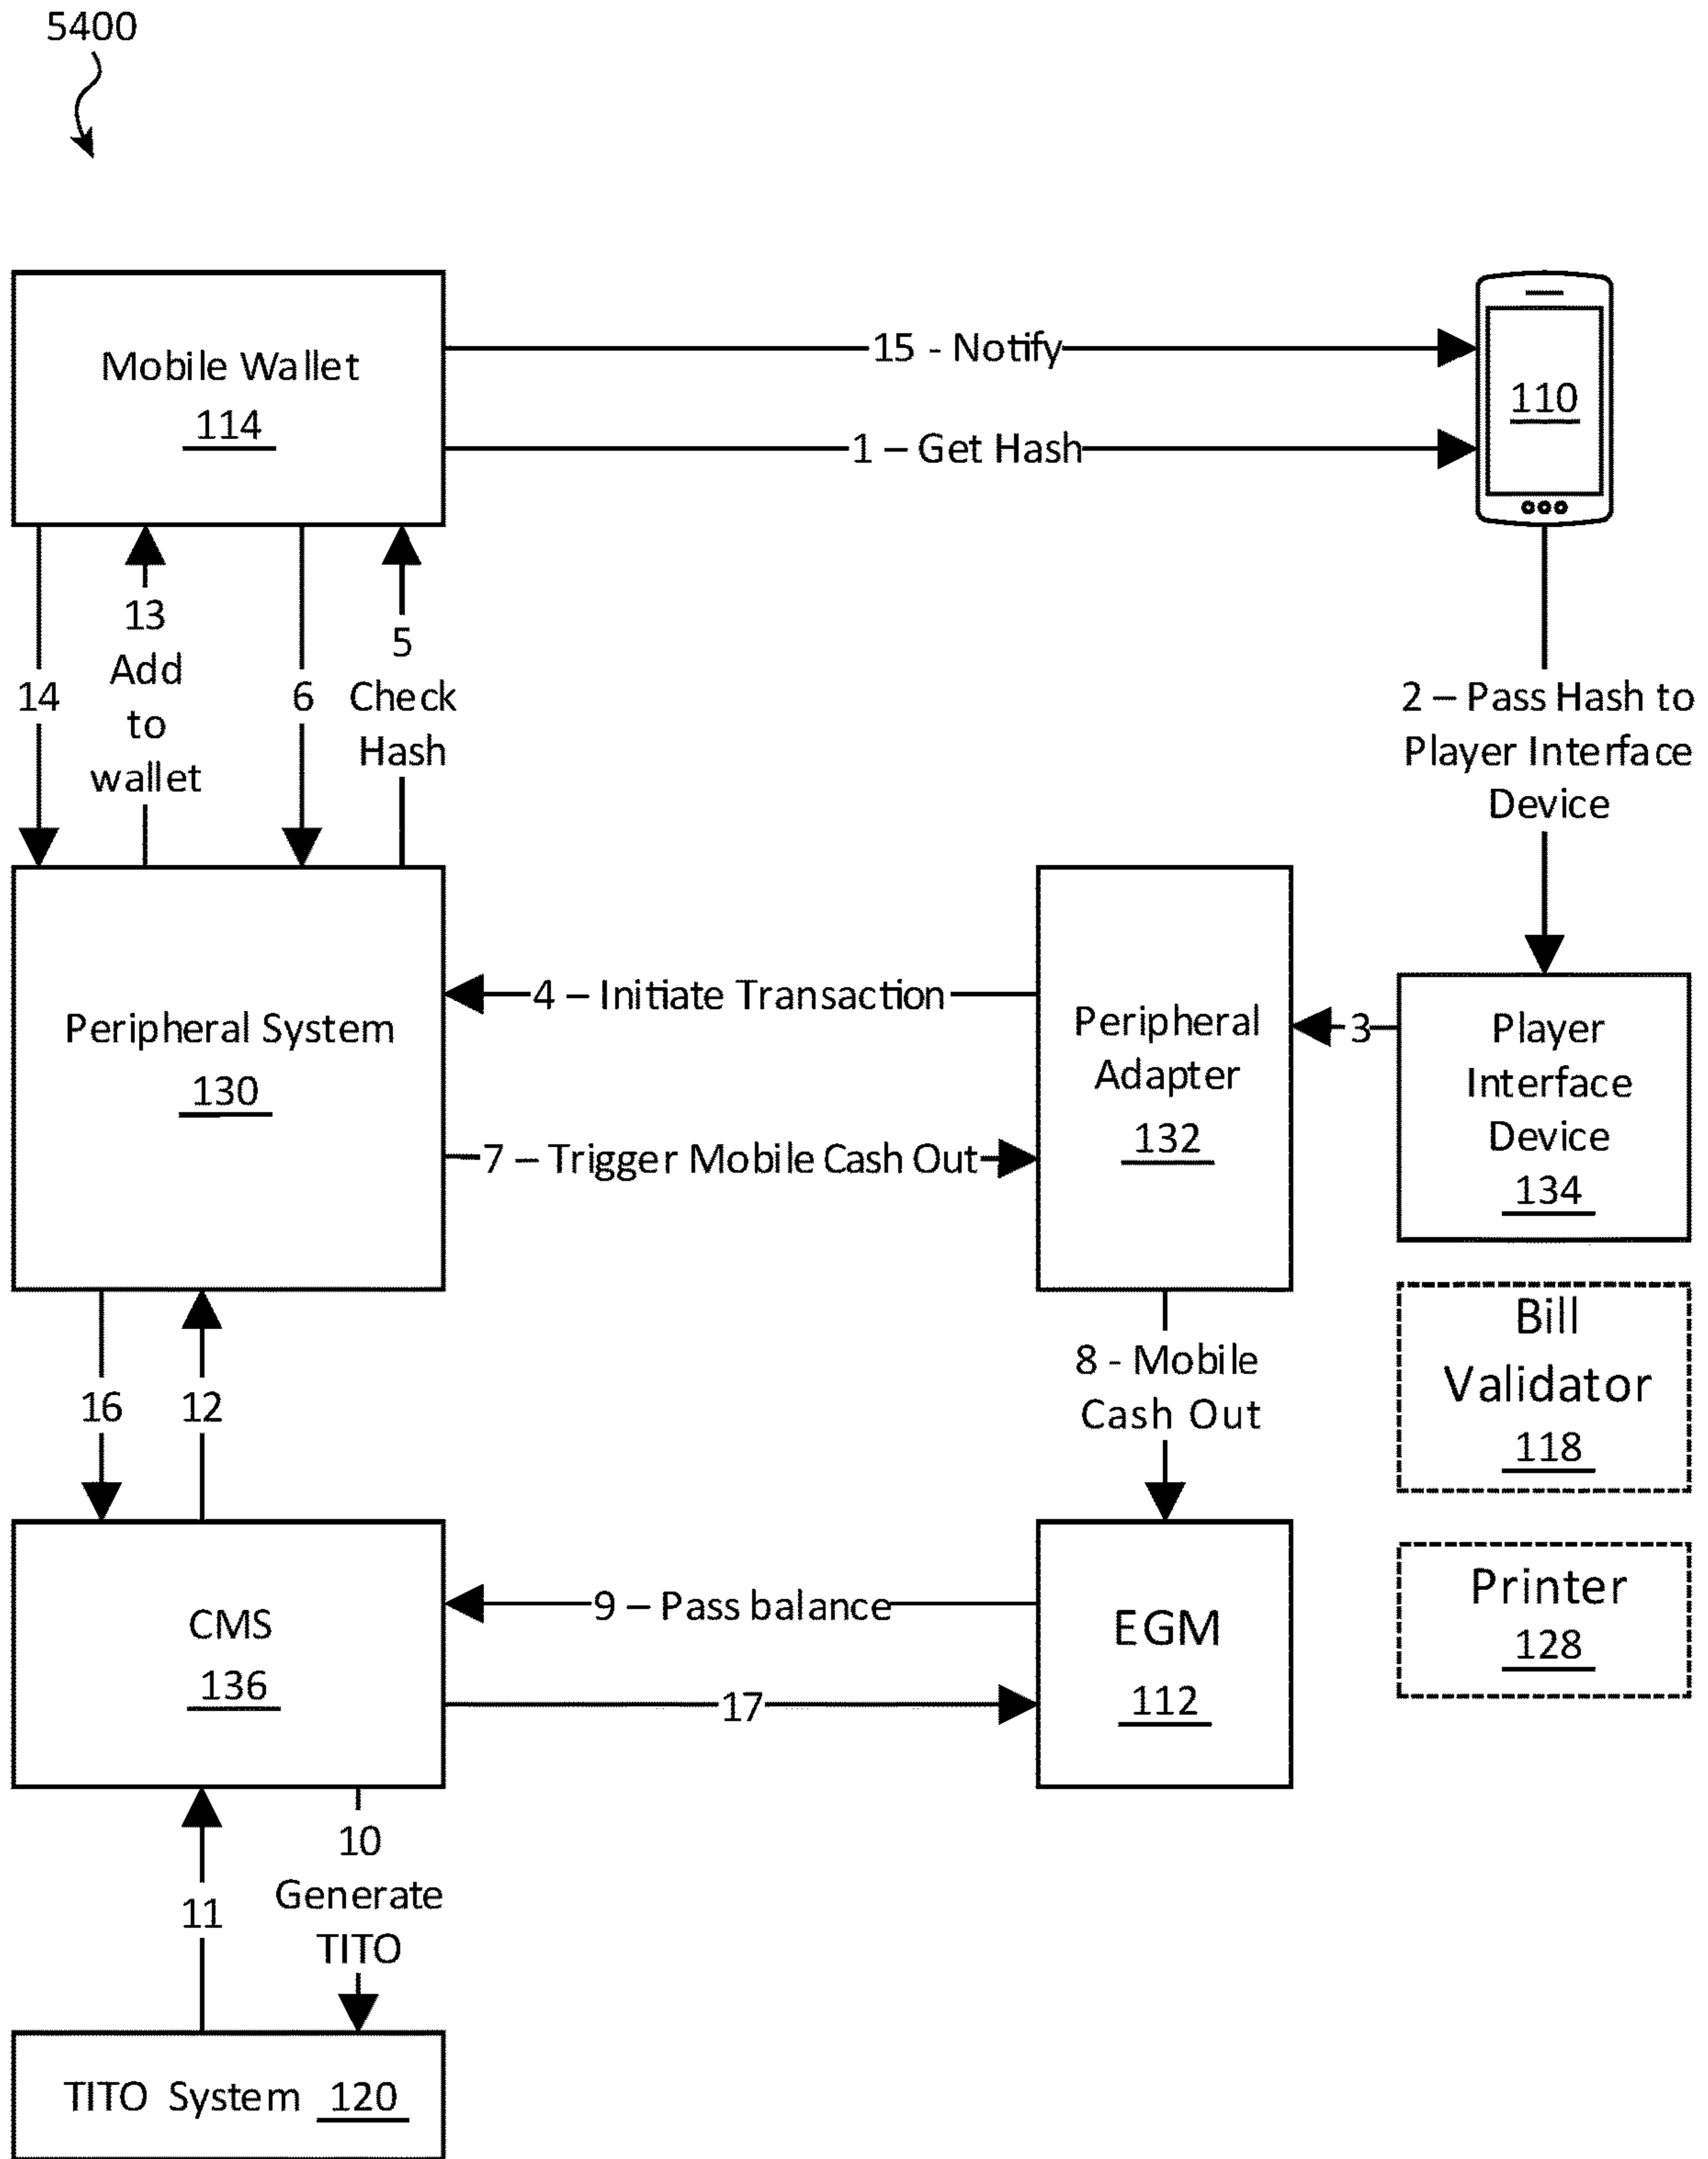 5400
Mobile Wallet
114
15 - Notify
1 – Get Hash
110
14
13
Add
to
wallet
6
5
Check
Hash
2 – Pass Hash to
Player Interface
Device
Peripheral System
130
4 – Initiate Transaction
7 – Trigger Mobile Cash Out
Peripheral
Adapter
132
3
Player
Interface
Device
134
Bill
Validator
118
Printer
128
16
12
8 - Mobile
Cash Out
CMS
136
9 – Pass balance
17
EGM
112
11
10
Generate
TITO
TITO System 120